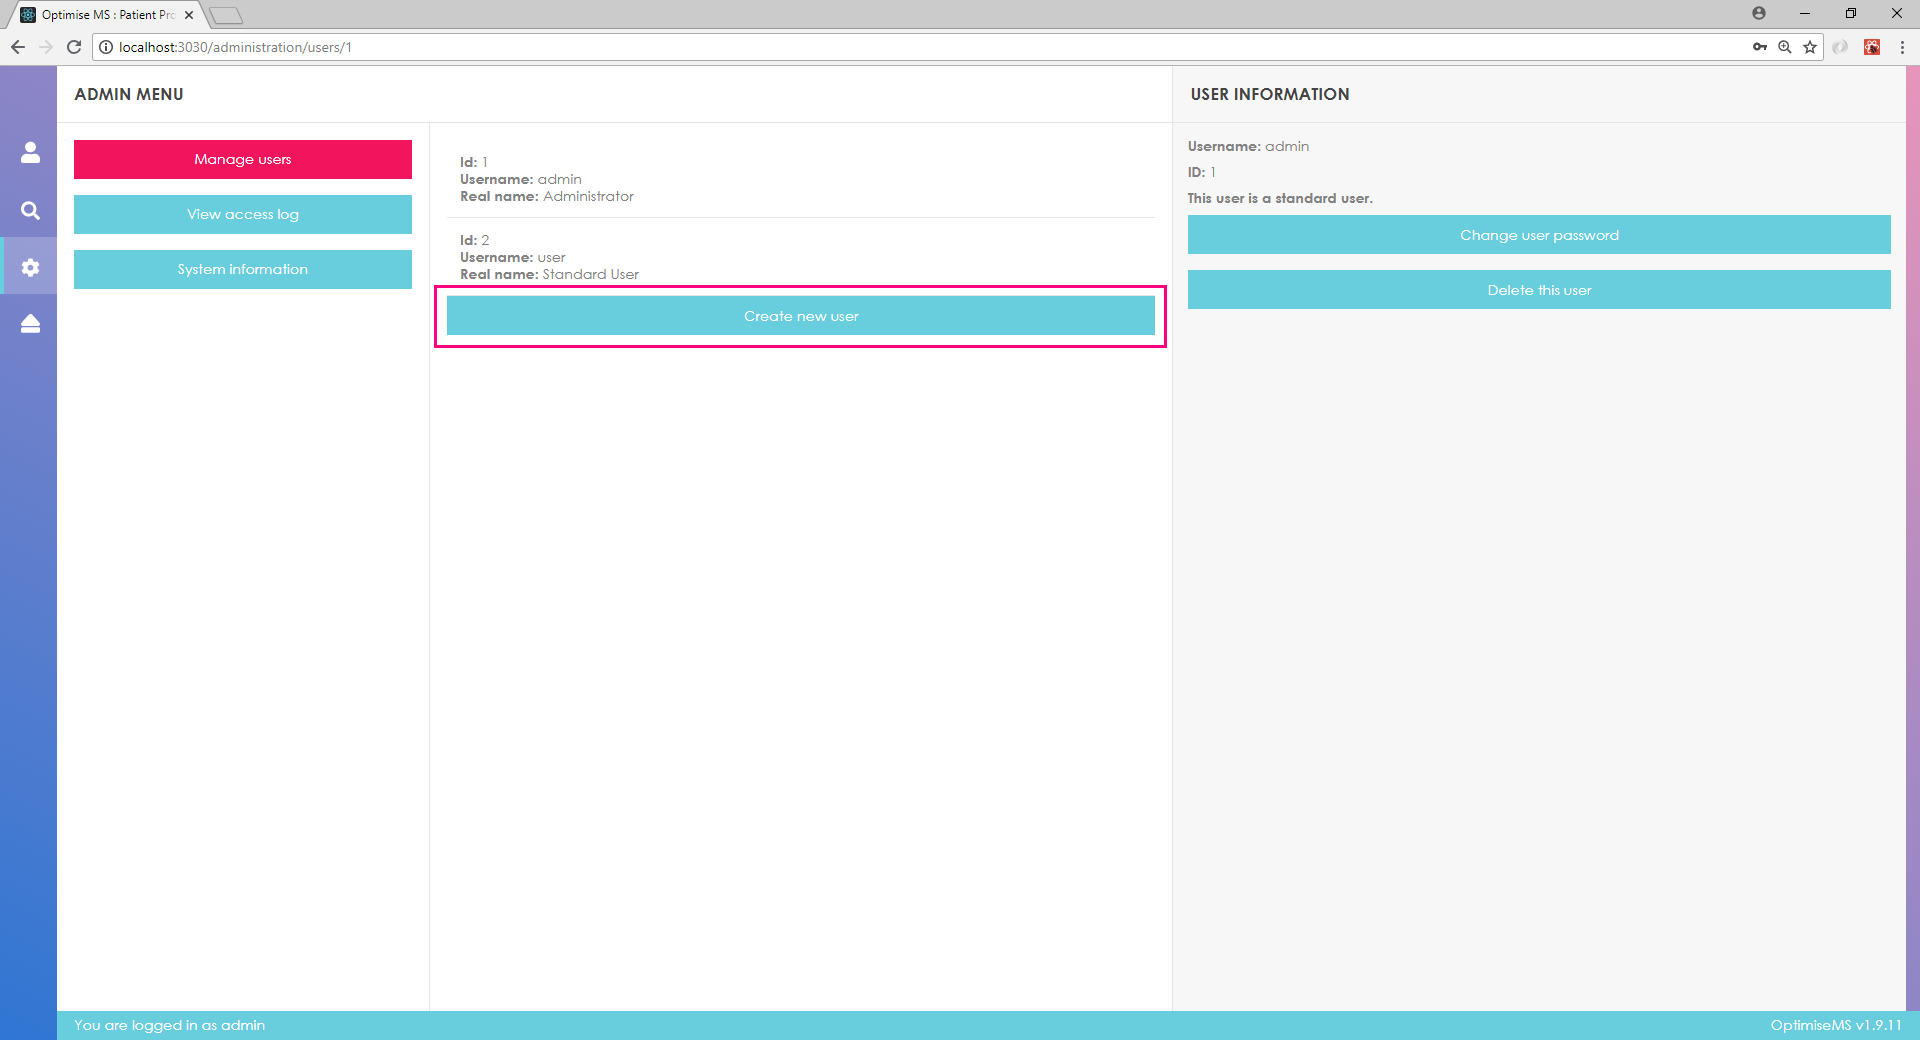 Optimise MS : Patient Pro
localhost:3030/administration/users/1
ADMIN MENU
USER INFORMATION
Manage users
View access log
System information
Id: 1
Username: admin
Real name: Administrator
Id: 2
Username: user
Real name: Standard User
Create new user
Username: admin
ID: 1
This user is a standard user.
Change user password
Delete this user
You are logged in as admin
OptimiseMS v1.9.11